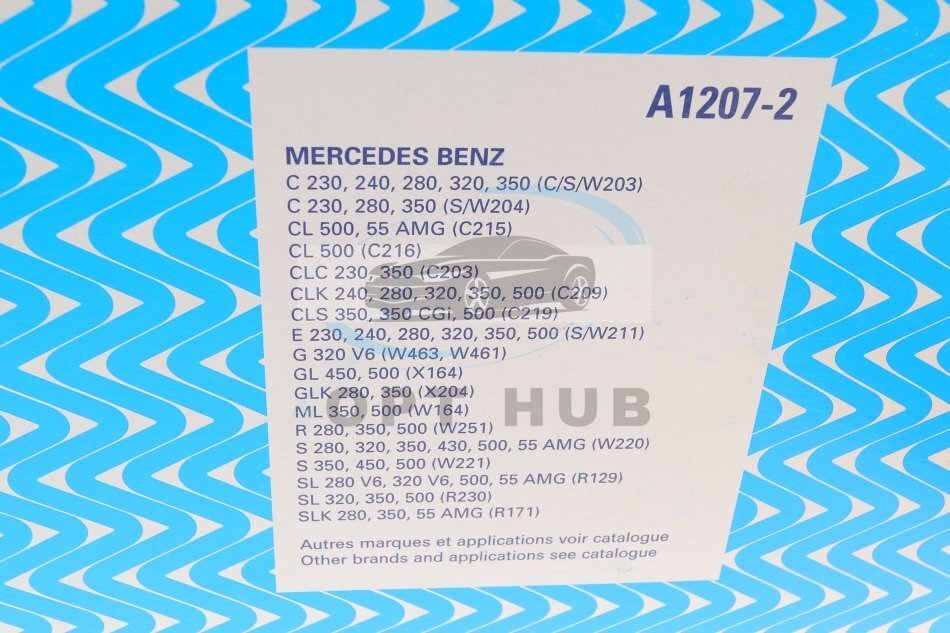 A1207-2
MERCEDES BENZ
C 230, 240, 280, 320, 350 (C/S/W203)
C 230, 280, 350 (S/W204)
CL 500, 55 AMG (C215)
CL 500 (C216)
CLC 230, 350 (C203)
CLK 240, 280, 320, 350, 500 (C209)
CLS 350, 350 CGi, 500 (C219)
E 230, 240, 280, 320, 350, 500 (S/W211)
G 320 V6 (W463, W461)
GL 450, 500 (X164)
GLK 280, 350 (X204)
OPT HUB
ML 350, 500 (W164)
R 280, 350, 500 (W251)
S 280, 320, 350, 430, 500, 55 AMG (W220)
S 350, 450, 500 (W221)
SL 280 V6, 320 V6, 500, 55 AMG (R129)
SL 320, 350, 500 (R230)
SLK 280, 350, 55 AMG (R171)
Autres marques et applications voir catalogue
Other brands and applications see catalogue